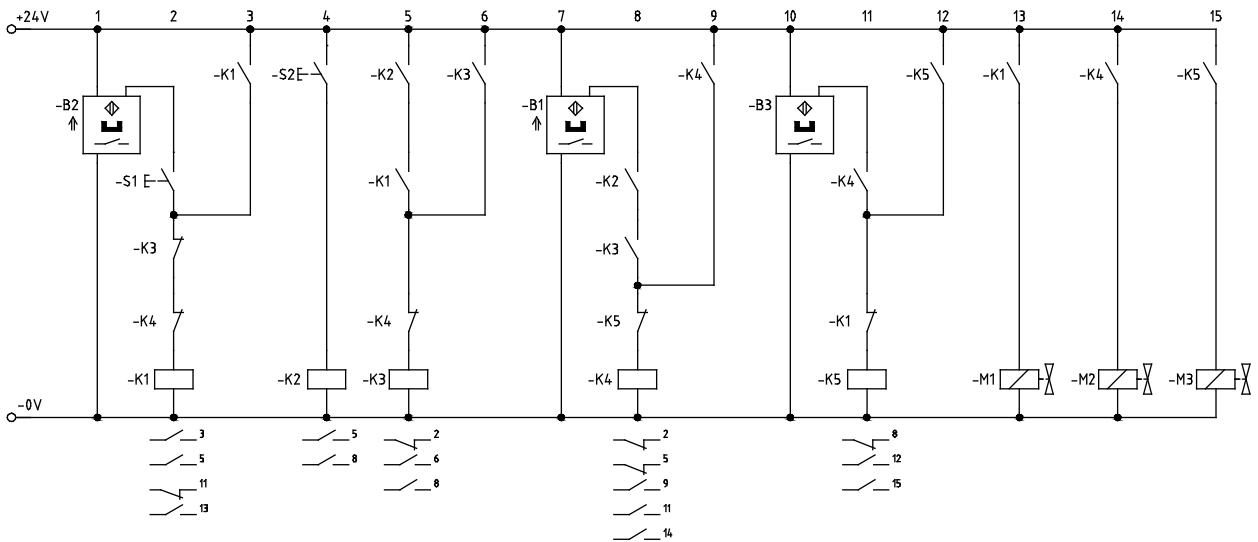 +24V 1 2 3 4 5 6 7 8 9 10 11 12 13 14 15
-K1 -S2 -K2 -K3 -K4 -K5 -K1 -K4 -K5
-B2 -B1 -B3
-S1 -K1 -K2 -K4
-K3 -K3
-K4 -K4 -K5 -K1
-K1 -K2 -K3 -K4 -K5 -M1 -M2 -M3
-0V
3 5 2 2 8
5 8 6 5 12
11 8 9 15
13 11
14